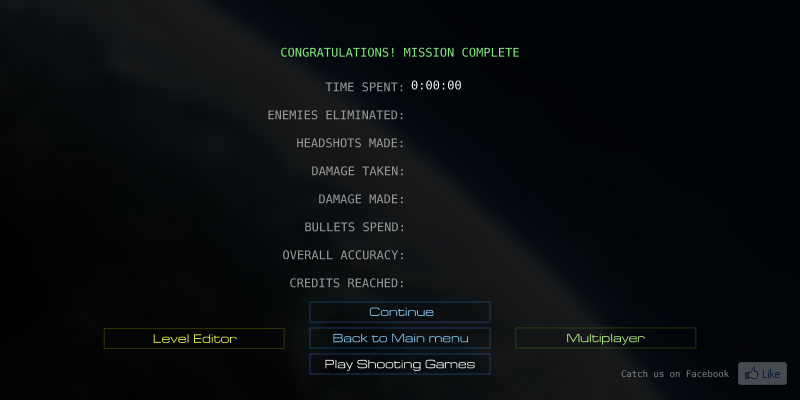 CONGRATULATIONS! MISSION COMPLETE
TIME SPENT: 0:00:00
ENEMIES ELIMINATED:
HEADSHOTS MADE:
DAMAGE TAKEN:
DAMAGE MADE:
BULLETS SPEND:
OVERALL ACCURACY:
CREDITS REACHED:
Continue
Level Editor Back to Main menu Multiplayer
Play Shooting Games
Catch us on Facebook Like